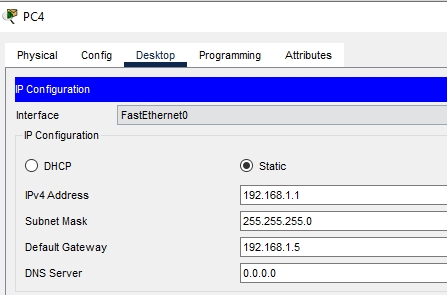 PC4
Physical Config Desktop Programming Attributes
IP Configuration
Interface FastEthernet0
IP Configuration
DHCP Static
IPv4 Address 192.168.1.1
Subnet Mask 255.255.255.0
Default Gateway 192.168.1.5
DNS Server 0.0.0.0